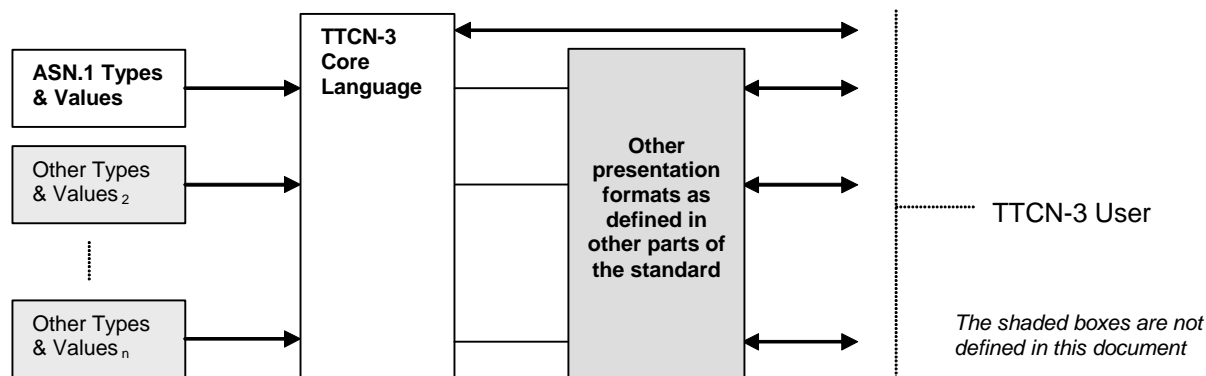 ASN.1 Types
& Values
Other Types
& Values 2
Other Types
& Values n
TTCN-3
Core
Language
Other
presentation
formats as
defined in
other parts of
the standard
TTCN-3 User
The shaded boxes are not
defined in this document